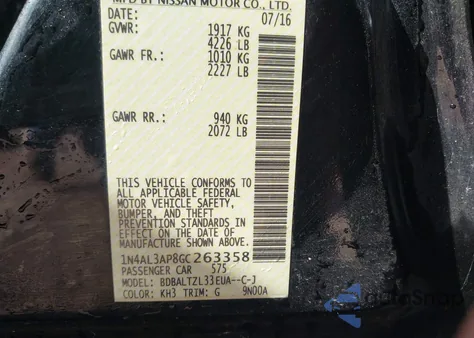 MFD BY NISSAN MOTOR CO., LTD.
DATE: 07/16
GVWR: 1917 KG
4226 LB
GAWR FR.: 1010 KG
2227 LB
GAWR RR.: 940 KG
2072 LB
THIS VEHICLE CONFORMS TO
ALL APPLICABLE FEDERAL
MOTOR VEHICLE SAFETY,
BUMPER, AND THEFT
PREVENTION STANDARDS IN
EFFECT ON THE DATE OF
MANUFACTURE SHOWN ABOVE.
1N4AL3AP8GC263358
PASSENGER CAR 575
MODEL: BDBALTZL33EUA--C-J
COLOR: KH3 TRIM: G 9N00A
autoSnap